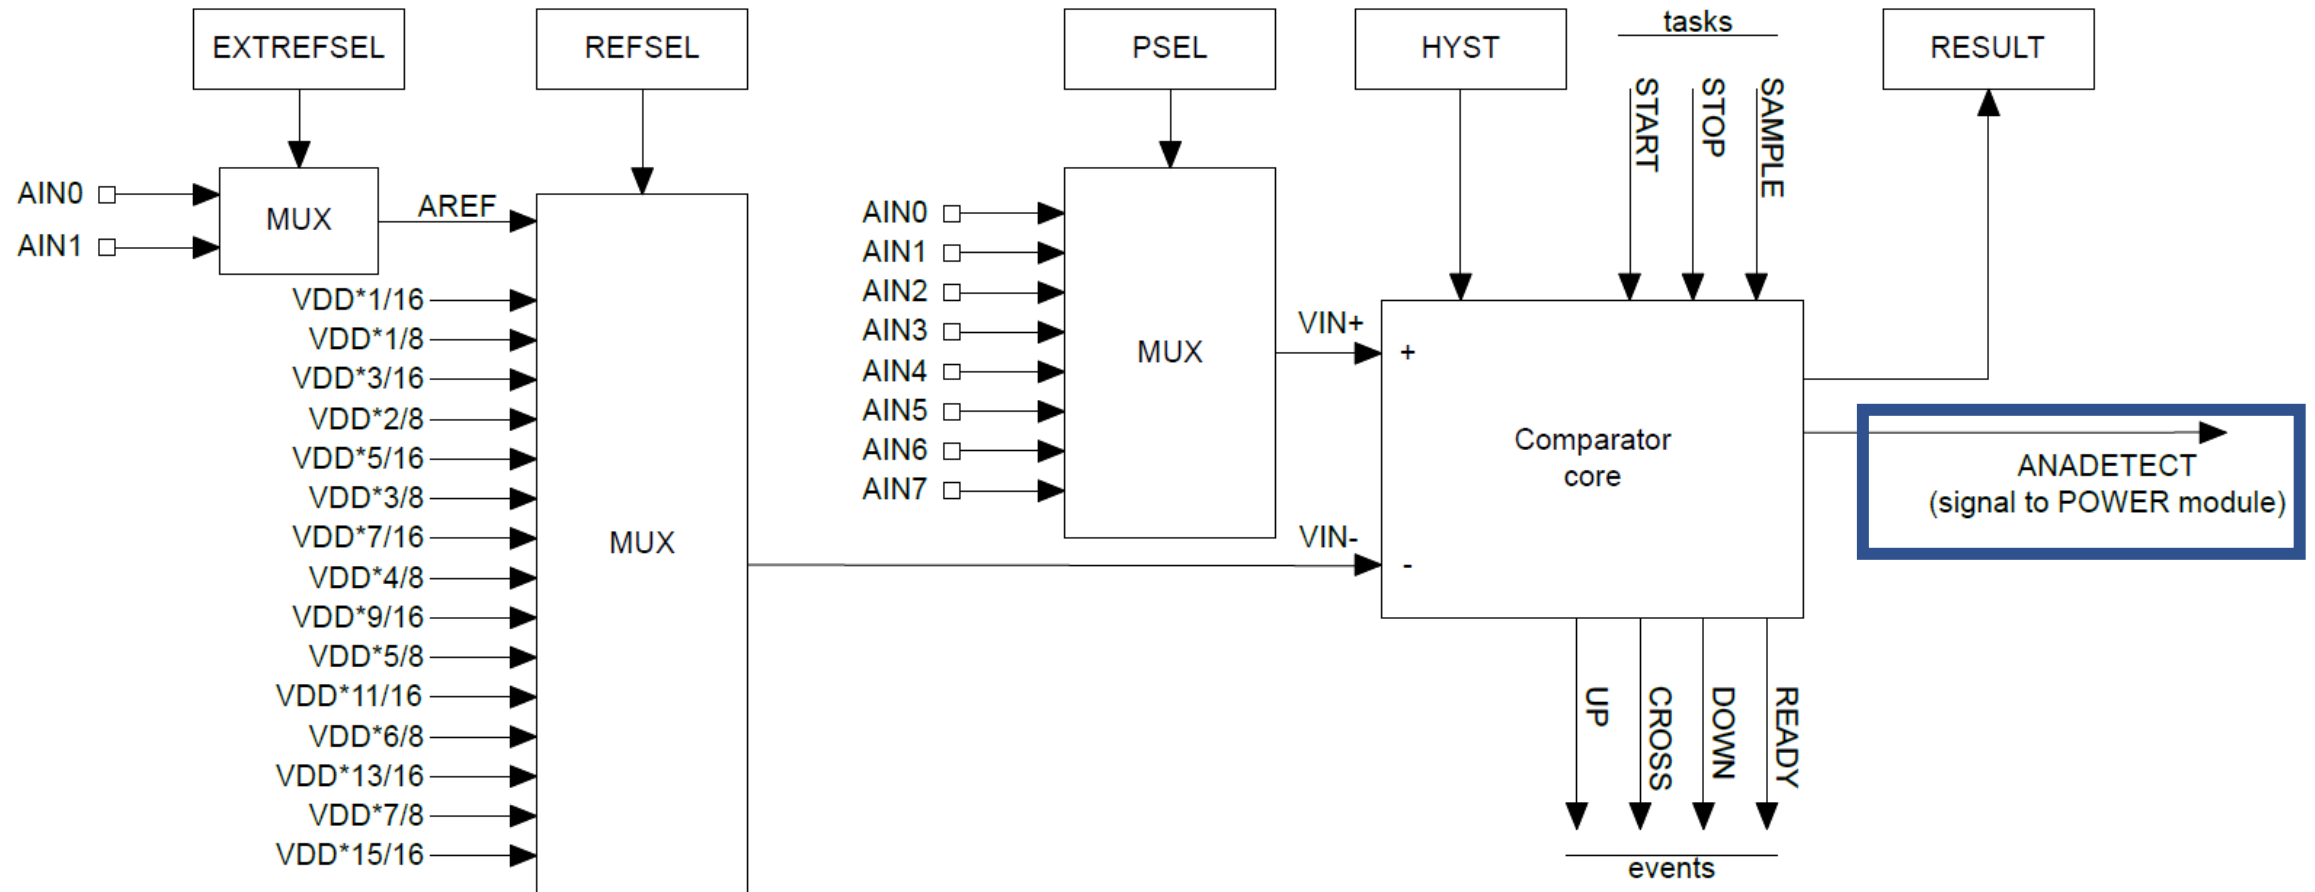 EXTREFSEL
REFSEL
PSEL
HYST
tasks
RESULT
START
STOP
SAMPLE
AIN0
AIN1
MUX
AREF
VDD*1/16
VDD*1/8
VDD*3/16
VDD*2/8
VDD*5/16
VDD*3/8
VDD*7/16
VDD*4/8
VDD*9/16
VDD*5/8
VDD*11/16
VDD*6/8
VDD*13/16
VDD*7/8
VDD*15/16
MUX
AIN0
AIN1
AIN2
AIN3
AIN4
AIN5
AIN6
AIN7
MUX
VIN+
VIN-
+
-
Comparator
core
ANADETECT
(signal to POWER module)
UP
CROSS
DOWN
READY
events